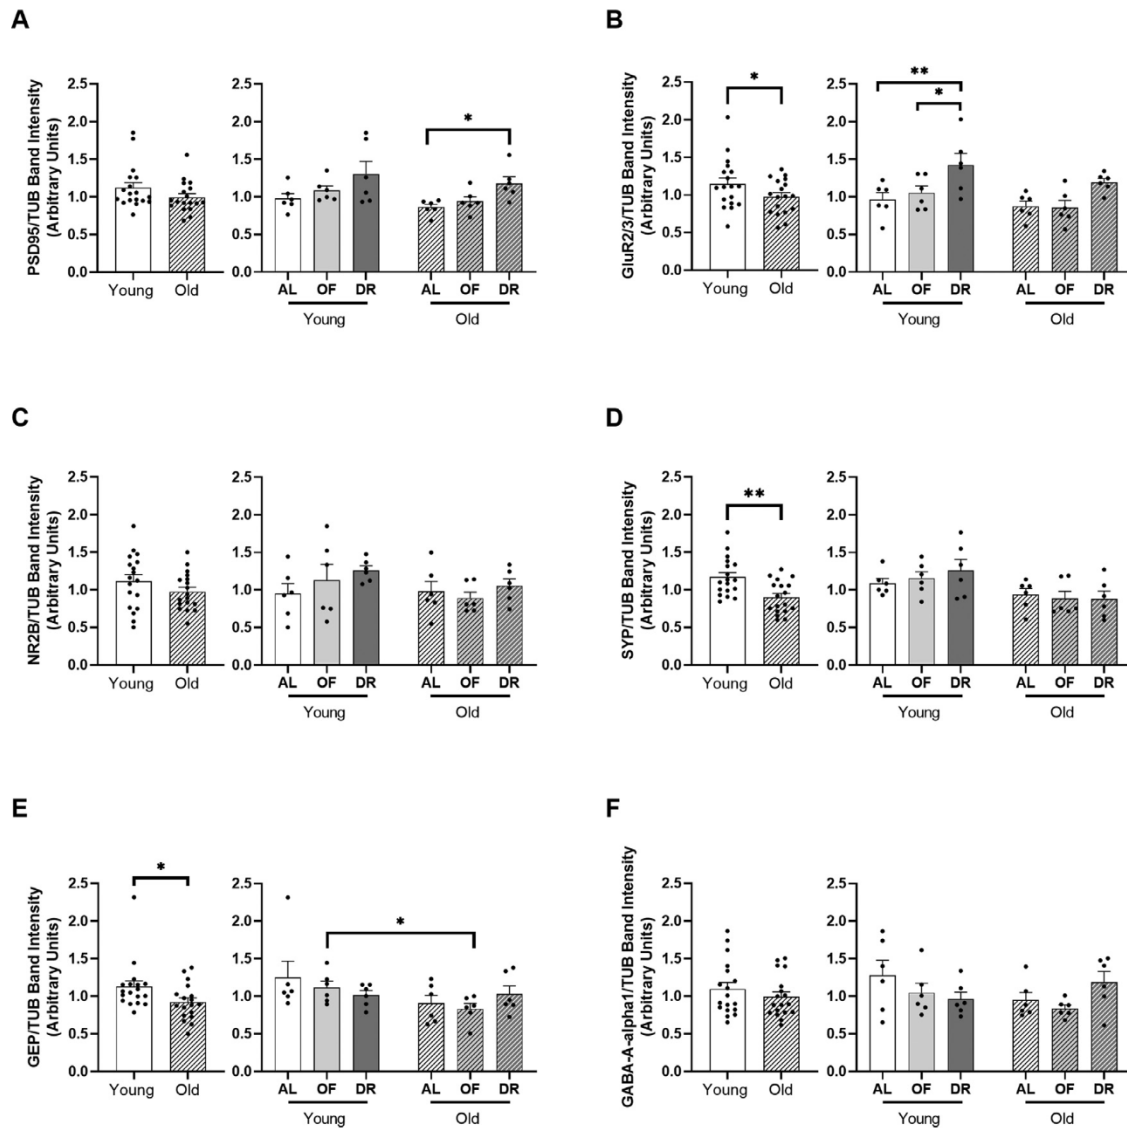 A
PSD95/TUB Band Intensity
(Arbitrary Units)
2.5
2.0
1.5
1.0
0.5
0.0
Young Old
2.5
2.0
1.5
1.0
0.5
0.0
*
AL OF DR AL OF DR
Young Old
B
GluR2/3/TUB Band Intensity
(Arbitrary Units)
2.5
2.0
1.5
1.0
0.5
0.0
*
Young Old
2.5
2.0
1.5
1.0
0.5
0.0
**
*
AL OF DR AL OF DR
Young Old
C
NR2B/TUB Band Intensity
(Arbitrary Units)
2.5
2.0
1.5
1.0
0.5
0.0
Young Old
2.5
2.0
1.5
1.0
0.5
0.0
AL OF DR AL OF DR
Young Old
D
SYP/TUB Band Intensity
(Arbitrary Units)
2.5
2.0
1.5
1.0
0.5
0.0
**
Young Old
2.5
2.0
1.5
1.0
0.5
0.0
AL OF DR AL OF DR
Young Old
E
GEP/TUB Band Intensity
(Arbitrary Units)
2.5
2.0
1.5
1.0
0.5
0.0
*
Young Old
2.5
2.0
1.5
1.0
0.5
0.0
*
AL OF DR AL OF DR
Young Old
F
GABA-A-alpha1/TUB Band Intensity
(Arbitrary Units)
2.5
2.0
1.5
1.0
0.5
0.0
Young Old
2.5
2.0
1.5
1.0
0.5
0.0
AL OF DR AL OF DR
Young Old